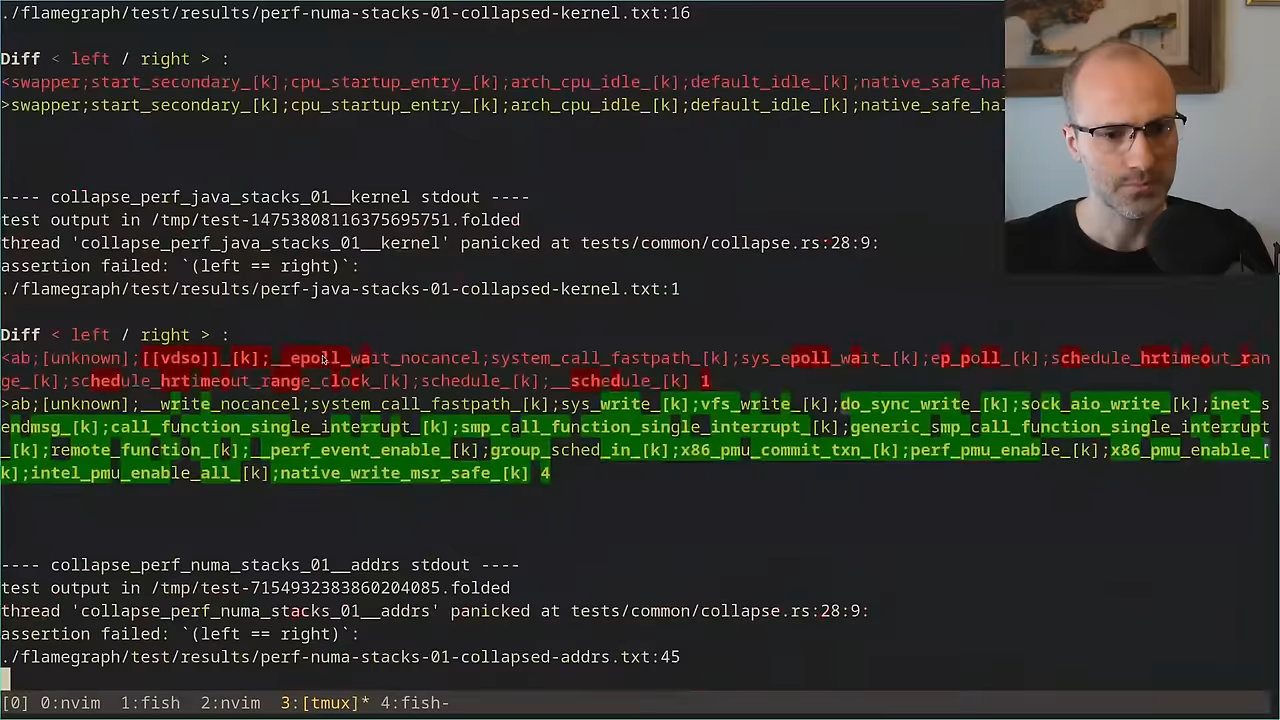 ./flamegraph/test/results/perf-numa-stacks-01-collapsed-kernel.txt:16
Diff < left / right > :
<swapper;start_secondary_[k];cpu_startup_entry_[k];arch_cpu_idle_[k];default_idle_[k];native_safe_hal
>swapper;start_secondary_[k];cpu_startup_entry_[k];arch_cpu_idle_[k];default_idle_[k];native_safe_hal
---- collapse_perf_java_stacks_01__kernel stdout ----
test output in /tmp/test-14753808116375695751.folded
thread 'collapse_perf_java_stacks_01__kernel' panicked at tests/common/collapse.rs:28:9:
assertion failed: `(left == right)`:
./flamegraph/test/results/perf-java-stacks-01-collapsed-kernel.txt:1
Diff < left / right > :
<ab;[unknown];[[vdso]]_[k];__epoll_wait_nocancel;system_call_fastpath_[k];sys_epoll_wait_[k];ep_poll_[k];schedule_hrtimeout_ran
ge_[k];schedule_hrtimeout_range_clock_[k];schedule_[k];__schedule_[k] 1
>ab;[unknown];__write_nocancel;system_call_fastpath_[k];sys_write_[k];vfs_write_[k];do_sync_write_[k];sock_aio_write_[k];inet_s
endmsg_[k];call_function_single_interrupt_[k];smp_call_function_single_interrupt_[k];generic_smp_call_function_single_interrupt
_[k];remote_function_[k];__perf_event_enable_[k];group_sched_in_[k];x86_pmu_commit_txn_[k];perf_pmu_enable_[k];x86_pmu_enable_[
k];intel_pmu_enable_all_[k];native_write_msr_safe_[k] 4
---- collapse_perf_numa_stacks_01__addrs stdout ----
test output in /tmp/test-7154932383860204085.folded
thread 'collapse_perf_numa_stacks_01__addrs' panicked at tests/common/collapse.rs:28:9:
assertion failed: `(left == right)`:
./flamegraph/test/results/perf-numa-stacks-01-collapsed-addrs.txt:45
[0] 0:nvim 1:fish 2:nvim 3:[tmux]* 4:fish-